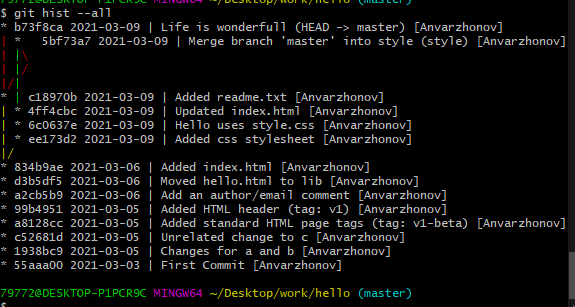 79772@DESKTOP-P1PCR9C MINGW64 ~/Desktop/work/hello (master)
$ git hist --all
* b73f8ca 2021-03-09 | Life is wonderfull (HEAD -> master) [Anvarzhonov]
| *   5bf73a7 2021-03-09 | Merge branch 'master' into style (style) [Anvarzhonov]
| |\
| |/
|/|
* | c18970b 2021-03-09 | Added readme.txt [Anvarzhonov]
| * 4ff4cbc 2021-03-09 | Updated index.html [Anvarzhonov]
| * 6c0637e 2021-03-09 | Hello uses style.css [Anvarzhonov]
| * ee173d2 2021-03-09 | Added css stylesheet [Anvarzhonov]
|/
* 834b9ae 2021-03-06 | Added index.html [Anvarzhonov]
* d3b5df5 2021-03-06 | Moved hello.html to lib [Anvarzhonov]
* a2cb5b9 2021-03-06 | Add an author/email comment [Anvarzhonov]
* 99b4951 2021-03-05 | Added HTML header (tag: v1) [Anvarzhonov]
* a8128cc 2021-03-05 | Added standard HTML page tags (tag: v1-beta) [Anvarzhonov]
* c52681d 2021-03-05 | Unrelated change to c [Anvarzhonov]
* 1938bc9 2021-03-05 | Changes for a and b [Anvarzhonov]
* 55aaa00 2021-03-03 | First Commit [Anvarzhonov]
79772@DESKTOP-P1PCR9C MINGW64 ~/Desktop/work/hello (master)
$